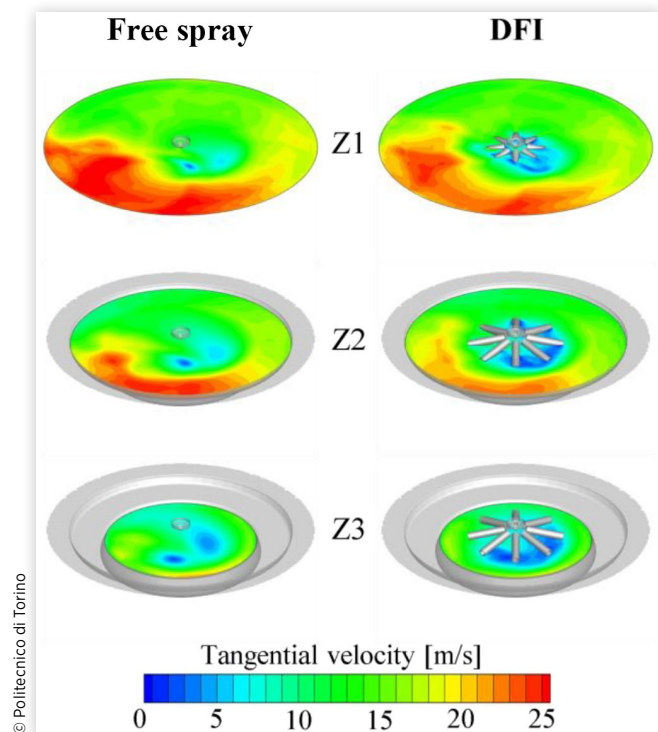 Free spray DFI
Z1
Z2
Z3
Tangential velocity [m/s]
0 5 10 15 20 25
© Politecnico di Torino